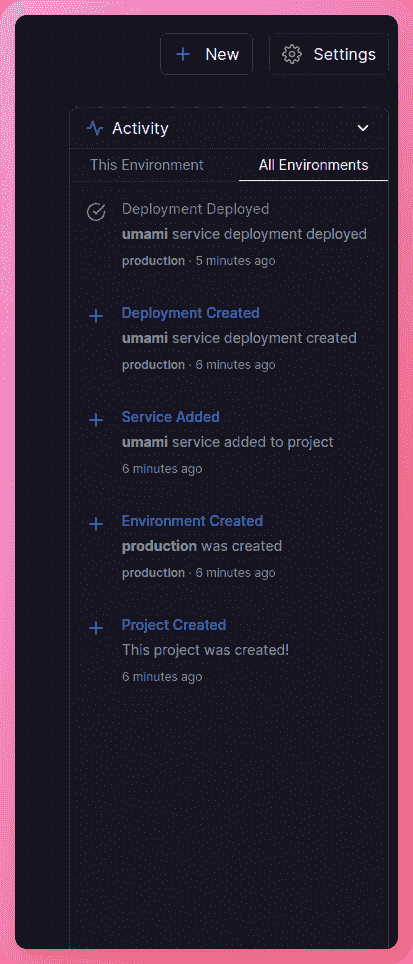 New
Settings
Activity
This Environment
All Environments
Deployment Deployed
umami service deployment deployed
production · 5 minutes ago
Deployment Created
umami service deployment created
production · 6 minutes ago
Service Added
umami service added to project
6 minutes ago
Environment Created
production was created
production · 6 minutes ago
Project Created
This project was created!
6 minutes ago